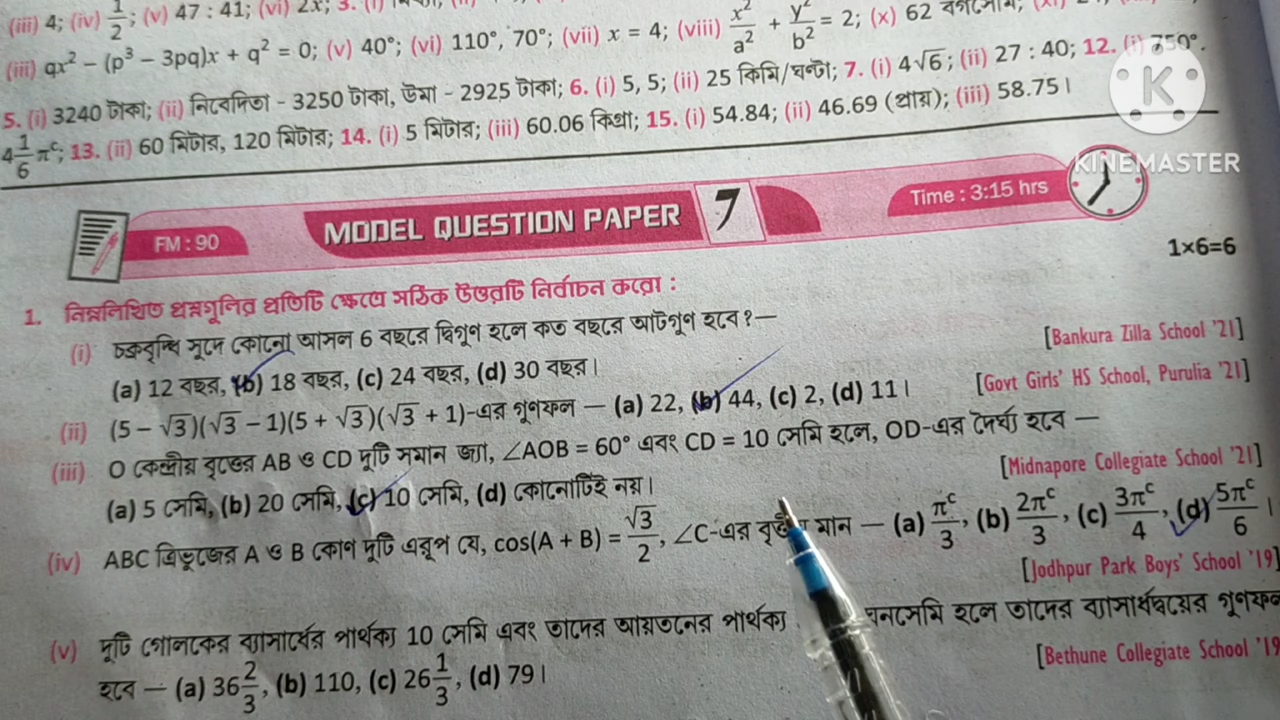 (iii) 4; (iv) 1/2; (v) 47 : 41; (vi) 2x; 3.
(iii) qx² − (p³ − 3pq)x + q² = 0; (v) 40°; (vi) 110°, 70°; (vii) x = 4; (viii) x²/a² + y²/b² = 2; (x) 62
5. (i) 3240 টাকা; (ii) নিবেদিতা - 3250 টাকা, উমা - 2925 টাকা; 6. (i) 5, 5; (ii) 25 কিমি/ঘন্টা; 7. (i) 4√6; (ii) 27 : 40; 12. (i) 750°.
4 1/6 πᶜ; 13. (ii) 60 মিটার, 120 মিটার; 14. (i) 5 মিটার; (iii) 60.06 কিগ্রা; 15. (i) 54.84; (ii) 46.69 (প্রায়); (iii) 58.75।
K
KINEMASTER
FM : 90 MODEL QUESTION PAPER 7 Time : 3:15 hrs
1×6=6
1. নিম্নলিখিত প্রশ্নগুলির প্রতিটি ক্ষেত্রে সঠিক উত্তরটি নির্বাচন করো :
(i) চক্রবৃদ্ধি সুদে কোনো আসল 6 বছরে দ্বিগুণ হলে কত বছরে আটগুণ হবে?—
[Bankura Zilla School '21]
(a) 12 বছর, (b) 18 বছর, (c) 24 বছর, (d) 30 বছর।
(ii) (5 − √3)(√3 − 1)(5 + √3)(√3 + 1)-এর গুণফল — (a) 22, (b) 44, (c) 2, (d) 11।
[Govt Girls' HS School, Purulia '21]
(iii) O কেন্দ্রীয় বৃত্তের AB ও CD দুটি সমান জ্যা, ∠AOB = 60° এবং CD = 10 সেমি হলে, OD-এর দৈর্ঘ্য হবে —
(a) 5 সেমি, (b) 20 সেমি, (c) 10 সেমি, (d) কোনোটিই নয়।
[Midnapore Collegiate School '21]
(iv) ABC ত্রিভুজের A ও B কোণ দুটি এরূপ যে, cos(A + B) = √3/2, ∠C-এর মান — (a) πᶜ/3, (b) 2πᶜ/3, (c) 3πᶜ/4, (d) 5πᶜ/6।
[Jodhpur Park Boys' School '19]
(v) দুটি গোলকের ব্যাসার্ধের পার্থক্য 10 সেমি এবং তাদের আয়তনের পার্থক্য ঘনসেমি হলে তাদের ব্যাসার্ধদ্বয়ের গুণফল
হবে — (a) 36 2/3, (b) 110, (c) 26 1/3, (d) 79।
[Bethune Collegiate School '19